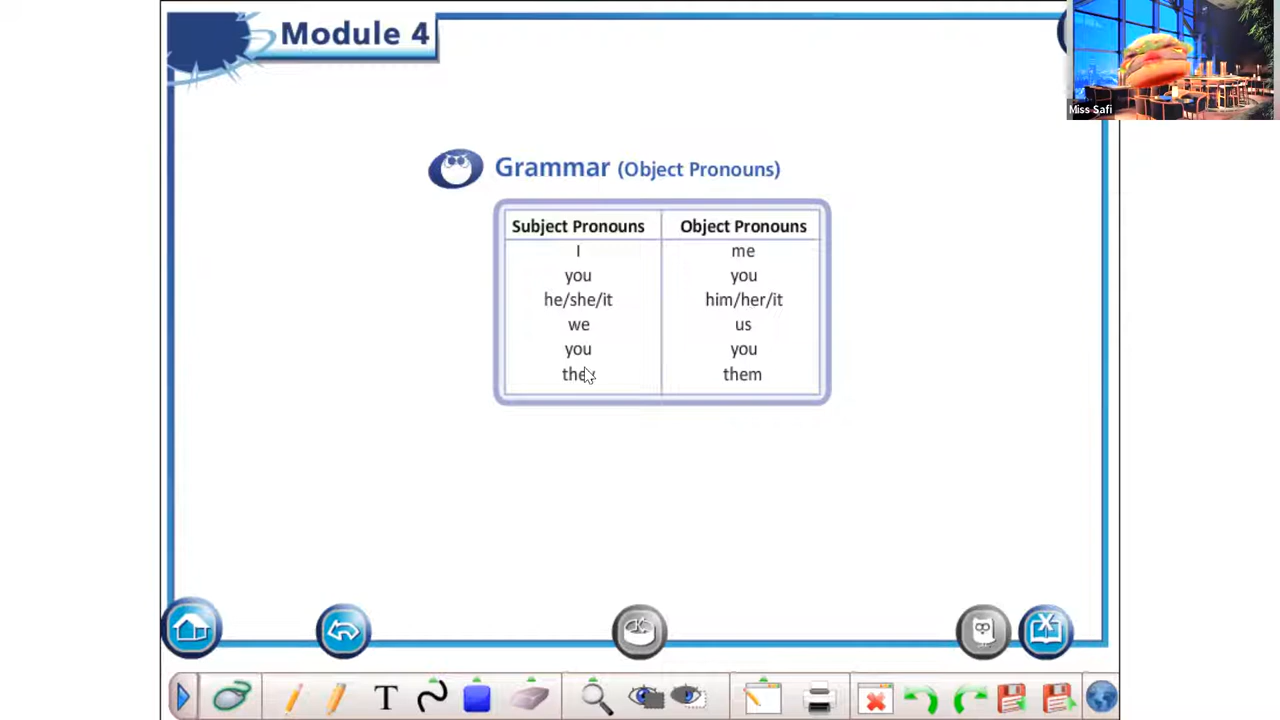 Module 4
Miss Safi
Grammar (Object Pronouns)
Subject Pronouns Object Pronouns
I me
you you
he/she/it him/her/it
we us
you you
they them
T